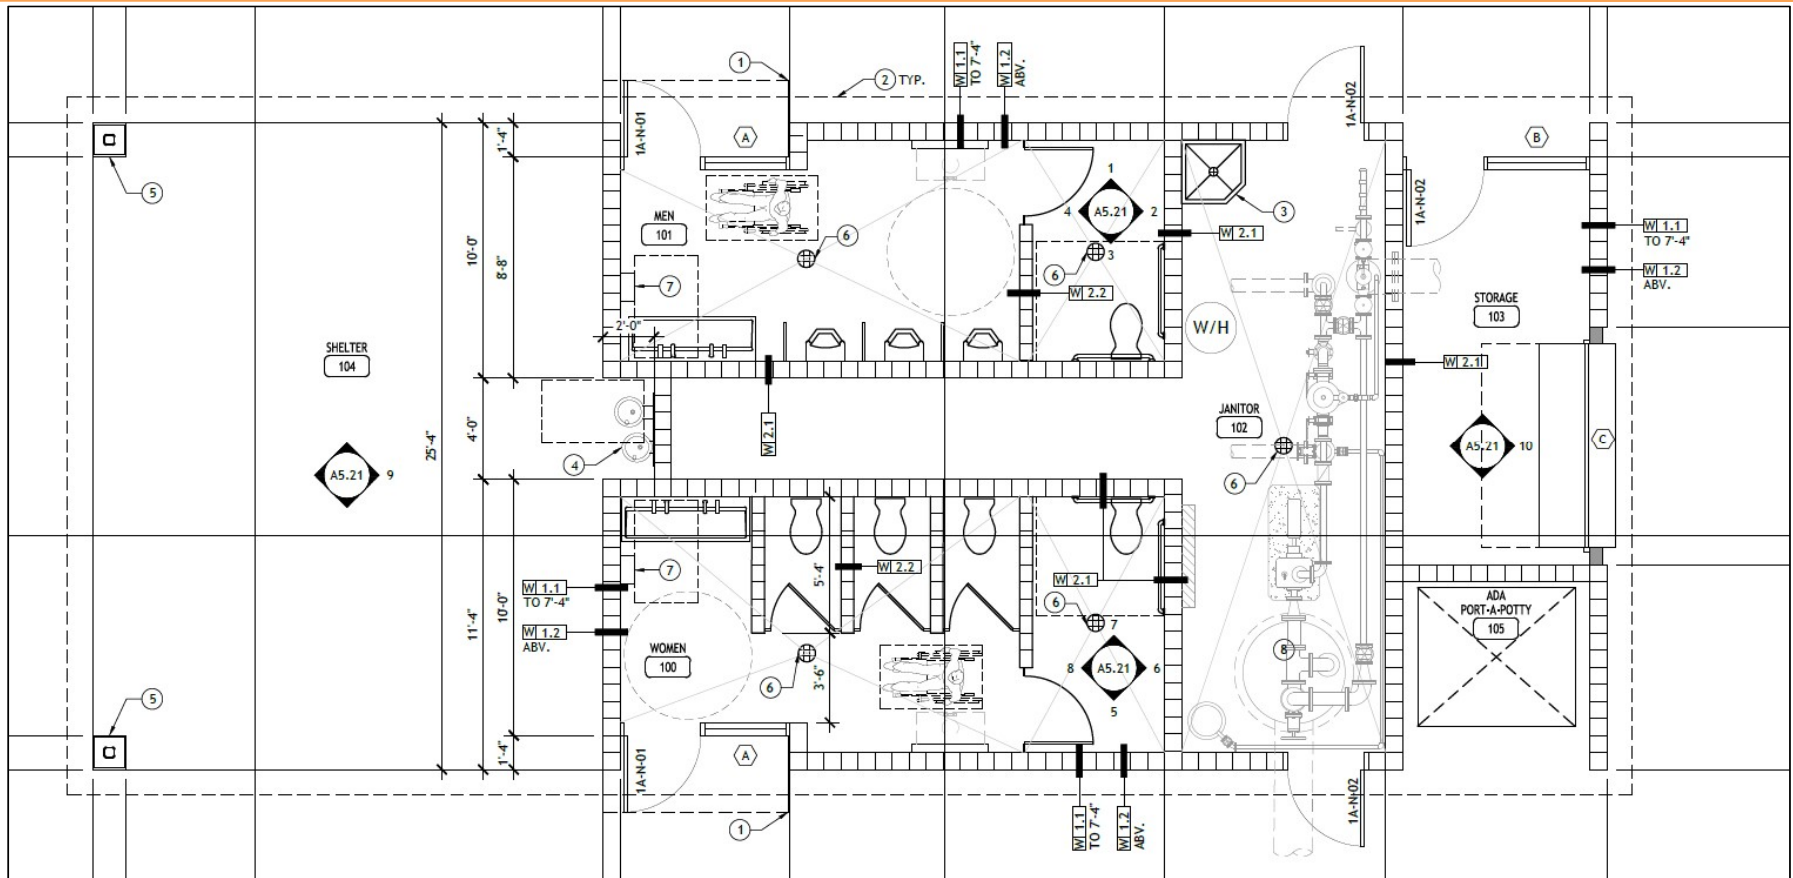 1
2 TYP.
W 1.1
TO 7'-4"
W 1.2
ABV.
1A-N-01
A
1A-N-02
B
1A-N-02
5
1'-4"
10'-0"
8'-8"
MEN
101
6
7
2'-0"
1
4 A5.21 2
3
6
W 2.1
W 2.2
3
W/H
STORAGE
103
W 1.1
TO 7'-4"
W 1.2
ABV.
SHELTER
104
25'-4"
4'-0"
W 2.1
4
A5.21 9
JANITOR
102
6
W 2.1
A5.21 10
C
W 1.1
TO 7'-4"
W 1.2
ABV.
7
11'-4"
10'-0"
5'-4"
W 2.2
W 2.1
6
7
8 A5.21 6
5
WOMEN
100
6
3'-6"
8
ADA
PORT-A-POTTY
105
5
1'-4"
1A-N-01
A
1
W 1.1
TO 7'-4"
W 1.2
ABV.
1A-N-02